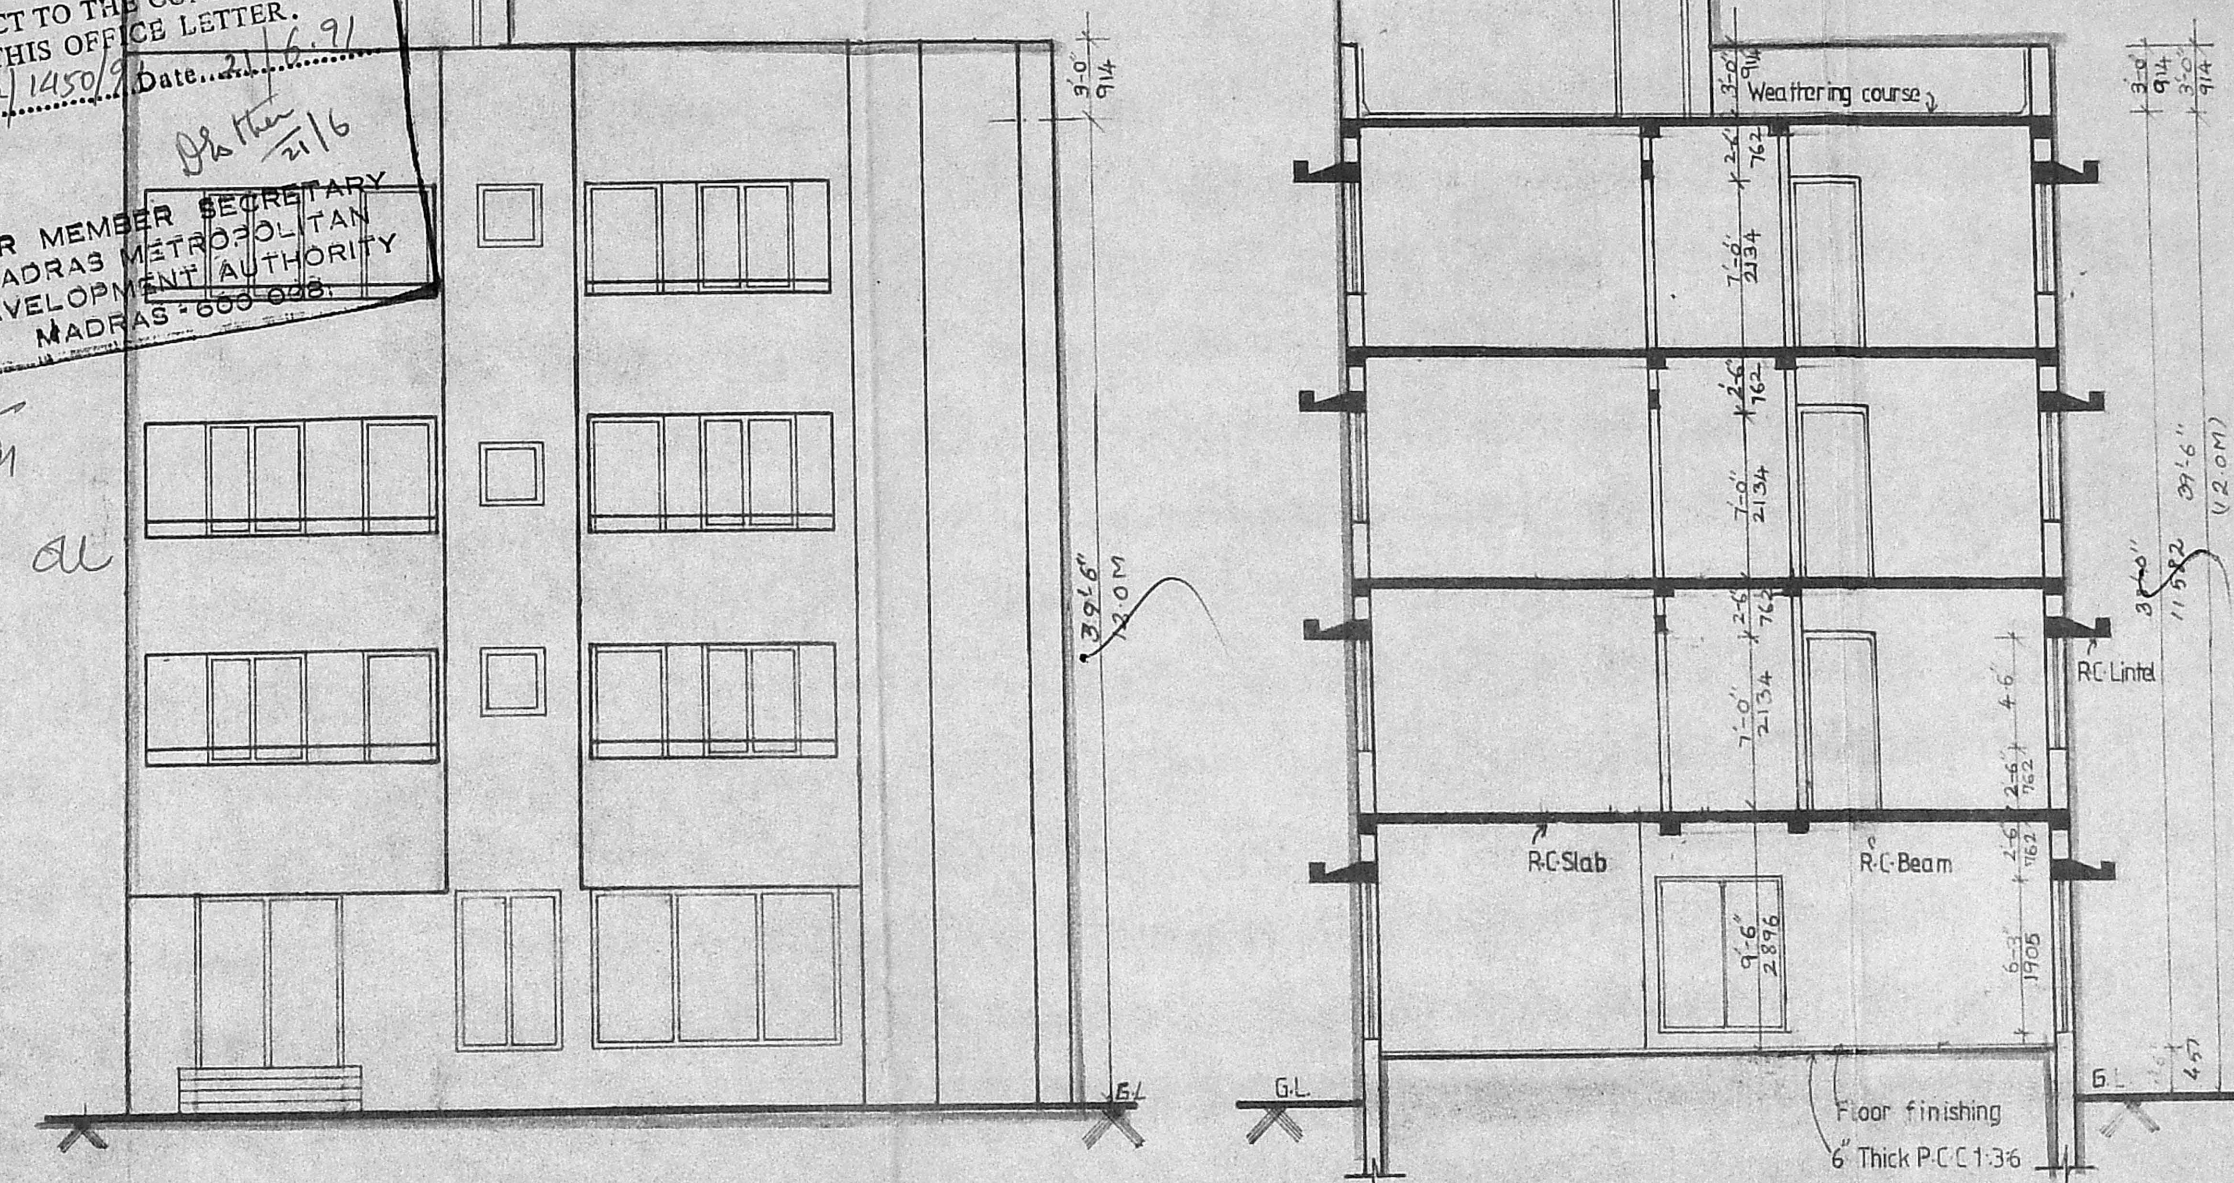 CT TO THE
THIS OFFICE LETTER.
1450/9 Date 21/6.91
21/6
R MEMBER SECRETARY
ADRAS METROPOLITAN
VELOPMENT AUTHORITY
MADRAS-600 008.
3'-0"
914
39'-6"
12.0M
G.L
3'-0"
914
Weathering course
2'-6"
762
7'-0"
2134
2'-6"
762
7'-0"
2134
2'-6"
762
7'-0"
2134
4'-6"
2'-6"
762
R.C.Slab
R.C.Beam
R.C.Lintel
2'-6"
762
9'-6"
2896
6'-3"
1905
3'-0"
914
3'-0"
914
11582
39'-6"
(12.0M)
457
G.L.
G.L.
Floor finishing
6" Thick P.C.C 1:3:6